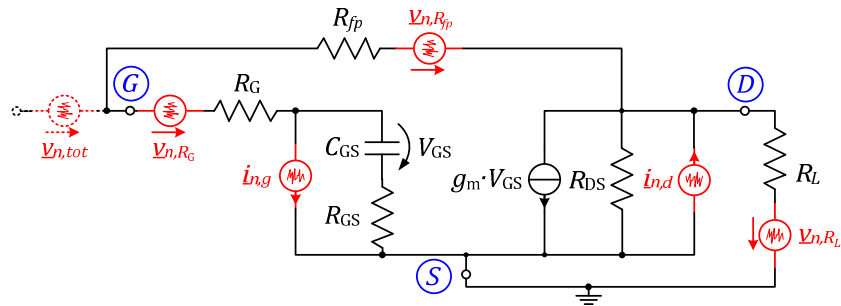 R_fp
v_n,R_fp
G
R_G
D
v_n,tot
v_n,R_G
C_GS
V_GS
i_n,g
g_m·V_GS
R_DS
i_n,d
R_L
R_GS
v_n,R_L
S